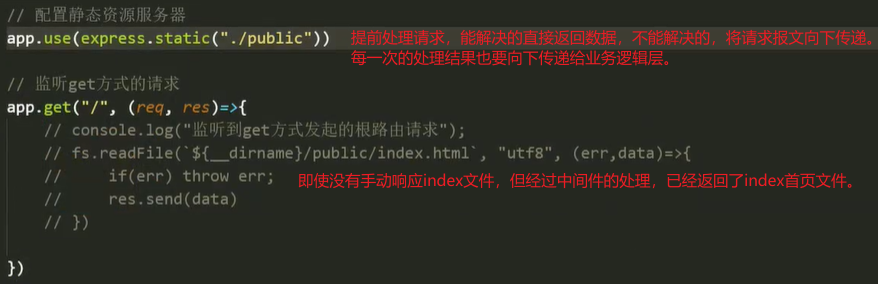 // 配置静态资源服务器
app.use(express.static("./public")) 提前处理请求，能解决的直接返回数据，不能解决的，将请求报文向下传递。
每一次的处理结果也要向下传递给业务逻辑层。
// 监听get方式的请求
app.get("/", (req, res)=>{
// console.log("监听到get方式发起的根路由请求");
// fs.readFile(`${__dirname}/public/index.html`, "utf8", (err,data)=>{
// if(err) throw err; 即使没有手动响应index文件，但经过中间件的处理，已经返回了index首页文件。
// res.send(data)
// })
})